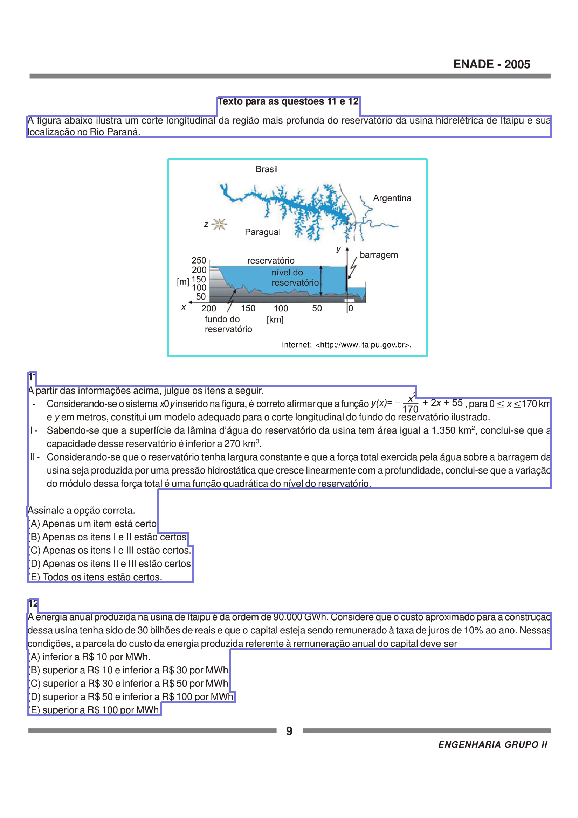 ENADE - 2005
Texto para as questões 11 e 12
A figura abaixo ilustra um corte longitudinal da região mais profunda do reservatório da usina hidrelétrica de Itaipu e sua
localização no Rio Paraná.
Brasil
Argentina
z
Paraguai
y
barragem
reservatório
250
200
150
100
50
[m]
nível do
reservatório
x
200
150
100
50
0
fundo do
reservatório
[km]
Internet: <http://www.itaipu.gov.br>.
11
A partir das informações acima, julgue os itens a seguir.
I - Considerando-se o sistema x0y inserido na figura, é correto afirmar que a função y(x)= – x²/170 + 2x + 55, para 0 ≤ x ≤ 170 km
e y em metros, constitui um modelo adequado para o corte longitudinal do fundo do reservatório ilustrado.
II - Sabendo-se que a superfície da lâmina d'água do reservatório da usina tem área igual a 1.350 km², conclui-se que a
capacidade desse reservatório é inferior a 270 km³.
III - Considerando-se que o reservatório tenha largura constante e que a força total exercida pela água sobre a barragem da
usina seja produzida por uma pressão hidrostática que cresce linearmente com a profundidade, conclui-se que a variação
do módulo dessa força total é uma função quadrática do nível do reservatório.
Assinale a opção correta.
(A) Apenas um item está certo.
(B) Apenas os itens I e II estão certos.
(C) Apenas os itens I e III estão certos.
(D) Apenas os itens II e III estão certos.
(E) Todos os itens estão certos.
12
A energia anual produzida na usina de Itaipu é da ordem de 90.000 GWh. Considere que o custo aproximado para a construção
dessa usina tenha sido de 30 bilhões de reais e que o capital esteja sendo remunerado à taxa de juros de 10% ao ano. Nessas
condições, a parcela do custo da energia produzida referente à remuneração anual do capital deve ser
(A) inferior a R$ 10 por MWh.
(B) superior a R$ 10 e inferior a R$ 30 por MWh.
(C) superior a R$ 30 e inferior a R$ 50 por MWh.
(D) superior a R$ 50 e inferior a R$ 100 por MWh.
(E) superior a R$ 100 por MWh.
9
ENGENHARIA GRUPO II